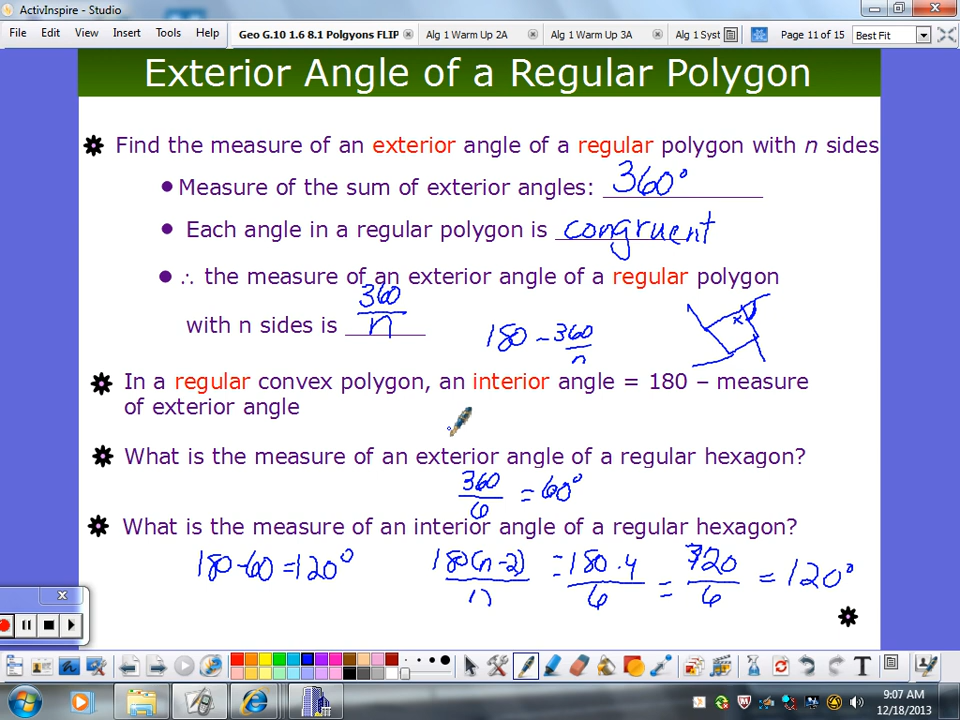 ActivInspire - Studio
File Edit View Insert Tools Help
Geo G.10 1.6 8.1 Polgyons FLIP
Alg 1 Warm Up 2A
Alg 1 Warm Up 3A
Alg 1 Syst
Page 11 of 15
Best Fit
Exterior Angle of a Regular Polygon
Find the measure of an exterior angle of a regular polygon with n sides
• Measure of the sum of exterior angles: 360°
• Each angle in a regular polygon is congruent
• ∴ the measure of an exterior angle of a regular polygon
with n sides is 360/n
180 - 360/n
x
In a regular convex polygon, an interior angle = 180 – measure
of exterior angle
What is the measure of an exterior angle of a regular hexagon?
360/6 = 60°
What is the measure of an interior angle of a regular hexagon?
180-60=120°
180(n-2)/n = 180·4/6 = 720/6 = 120°
9:07 AM
12/18/2013